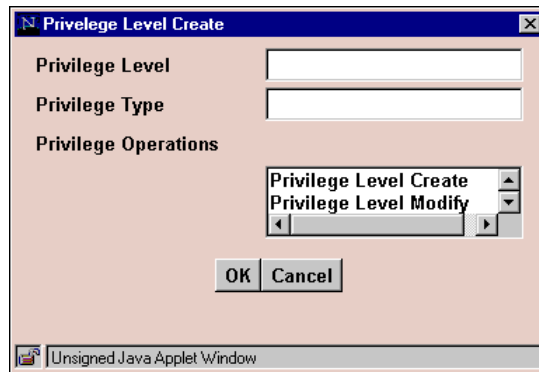 N Privelege Level Create
Privilege Level
Privilege Type
Privilege Operations
Privilege Level Create
Privilege Level Modify
OK Cancel
Unsigned Java Applet Window